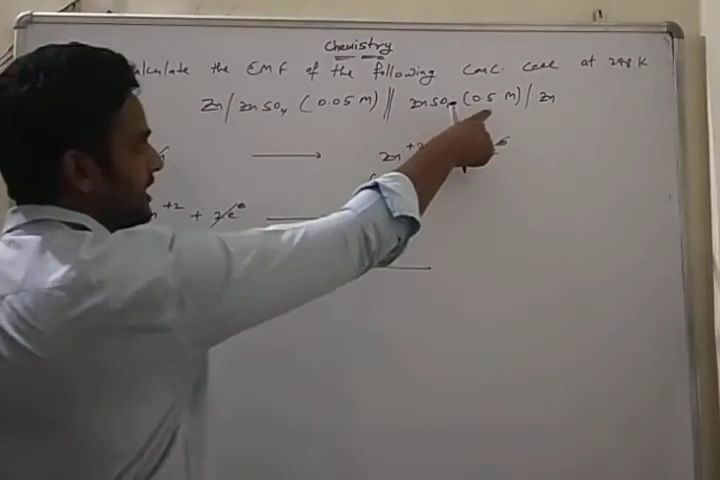 Chemistry
alculate the EMF of the following conc. cell at 298 K
Zn / ZnSO4 (0.05 M) || ZnSO4 (0.5 M) / Zn
⟶ Zn+2
+2 + 2e⊖ ⟶